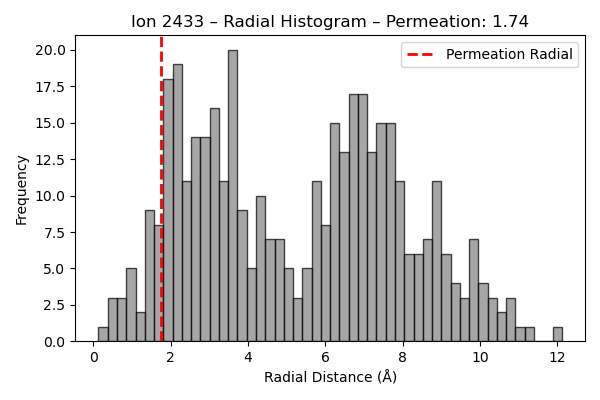 Ion 2433 – Radial Histogram – Permeation: 1.74
Permeation Radial
Frequency
20.0
17.5
15.0
12.5
10.0
7.5
5.0
2.5
0.0
0 2 4 6 8 10 12
Radial Distance (Å)